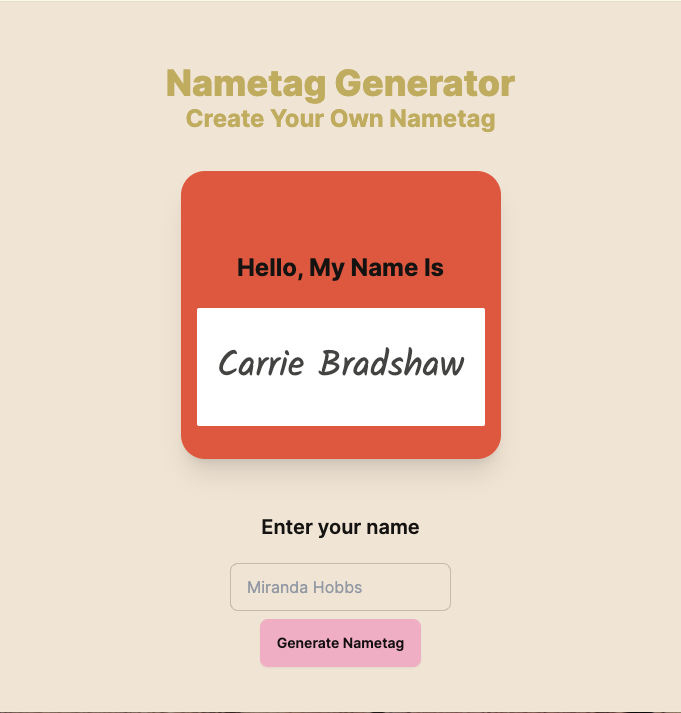 Nametag Generator
Create Your Own Nametag
Hello, My Name Is
Carrie Bradshaw
Enter your name
Miranda Hobbs
Generate Nametag